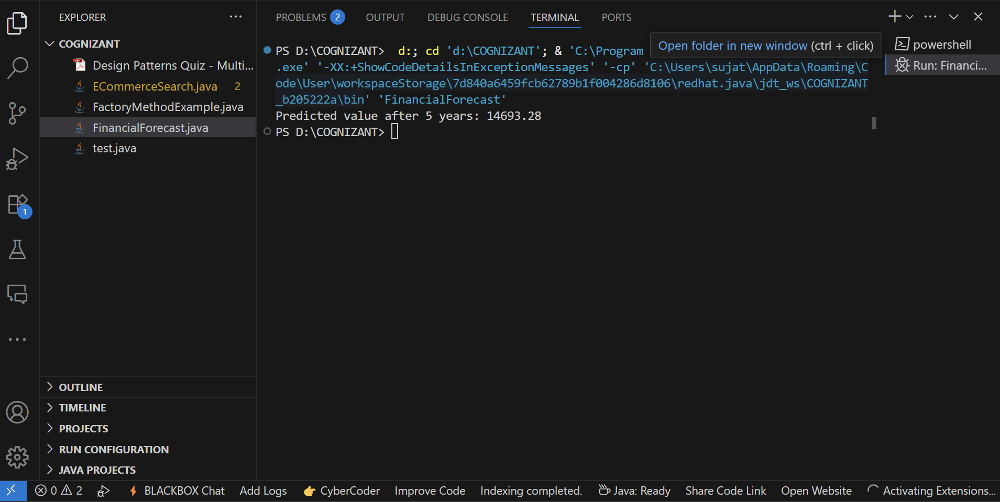 EXPLORER
COGNIZANT
PDF
Design Patterns Quiz - Multi...
ECommerceSearch.java 2
FactoryMethodExample.java
FinancialForecast.java
test.java
OUTLINE
TIMELINE
PROJECTS
RUN CONFIGURATION
JAVA PROJECTS
1
PROBLEMS 2 OUTPUT DEBUG CONSOLE TERMINAL PORTS
Open folder in new window (ctrl + click)
PS D:\COGNIZANT>  d:; cd 'd:\COGNIZANT'; & 'C:\Program
.exe' '-XX:+ShowCodeDetailsInExceptionMessages' '-cp' 'C:\Users\sujat\AppData\Roaming\C
ode\User\workspaceStorage\7d840a6459fcb62789b1f004286d8106\redhat.java\jdt_ws\COGNIZANT
_b205222a\bin' 'FinancialForecast'
Predicted value after 5 years: 14693.28
PS D:\COGNIZANT>
powershell
Run: Financi...
0 2 BLACKBOX Chat Add Logs 👉 CyberCoder Improve Code Indexing completed. Java: Ready Share Code Link Open Website Activating Extensions...